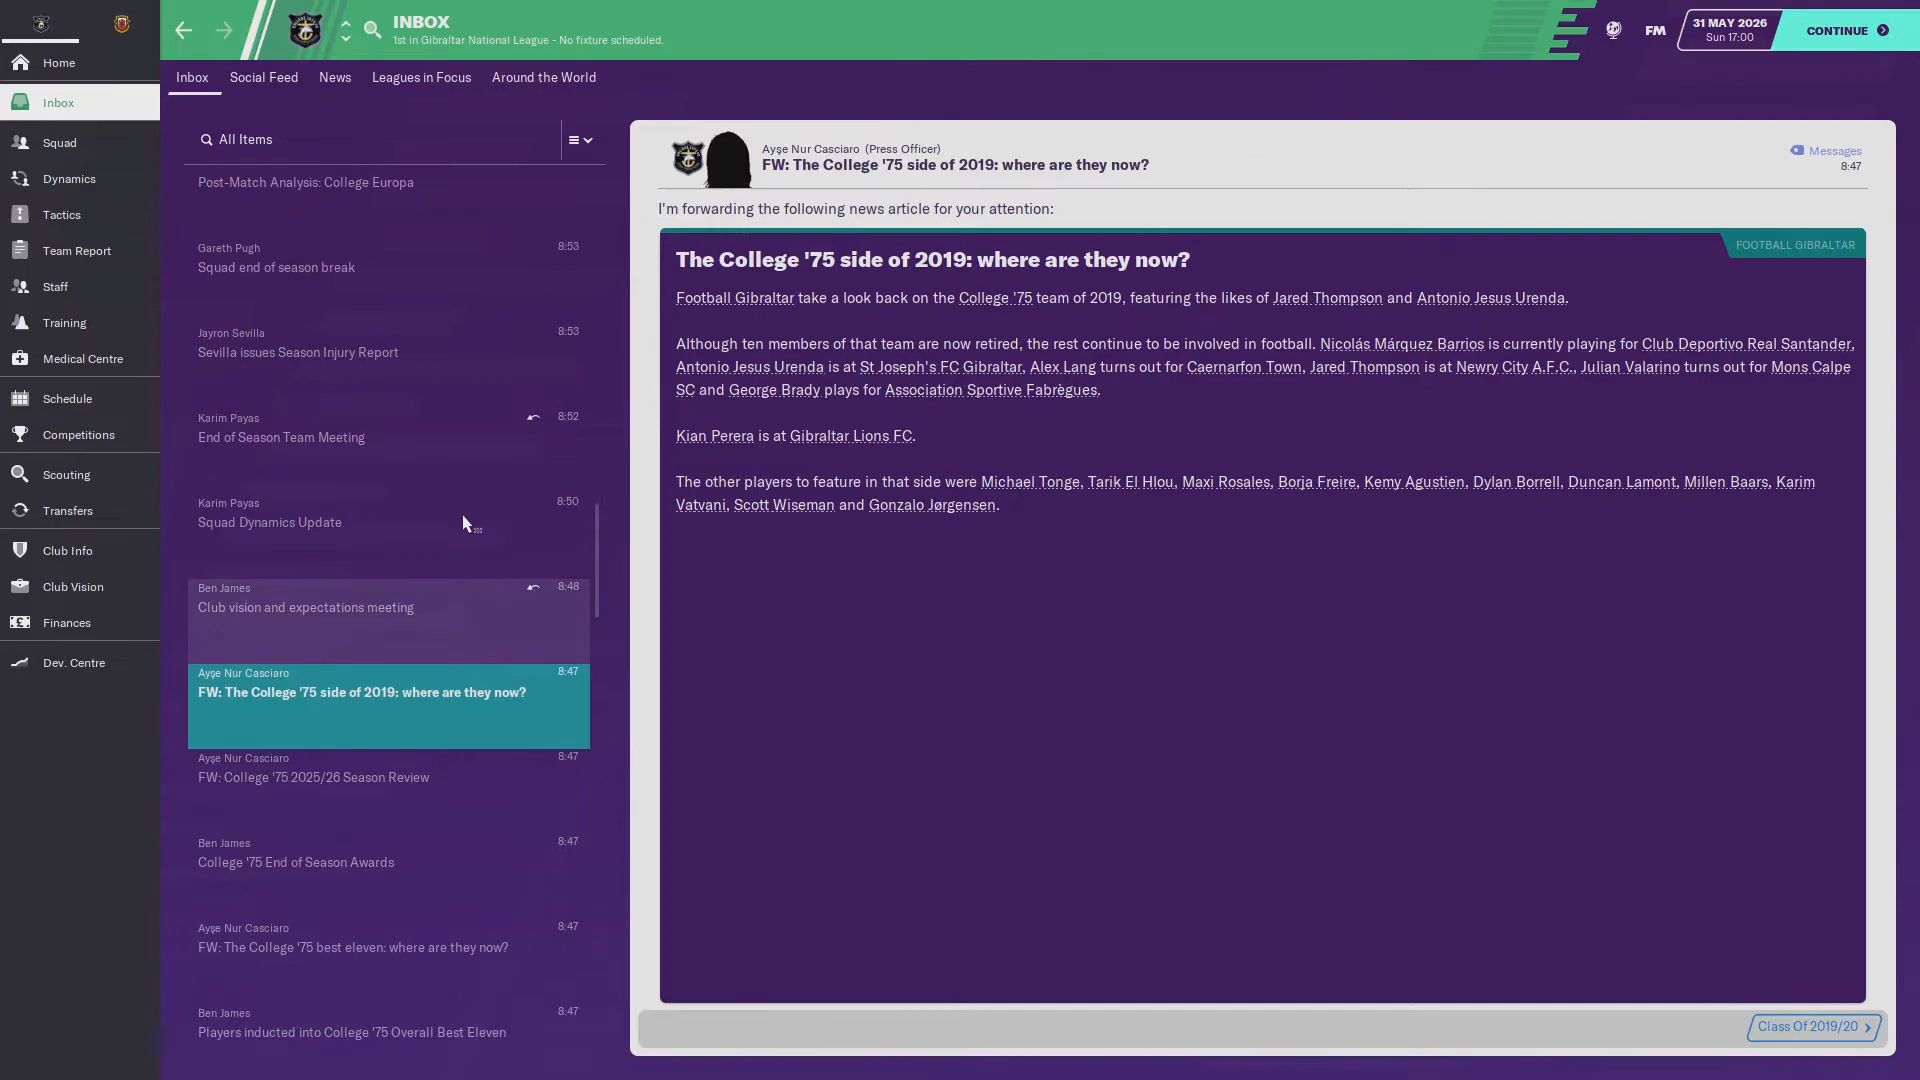 INBOX
1st in Gibraltar National League - No fixture scheduled.
FM
31 MAY 2026
Sun 17:00
CONTINUE
Home
Inbox
Squad
Dynamics
Tactics
Team Report
Staff
Training
Medical Centre
Schedule
Competitions
Scouting
Transfers
Club Info
Club Vision
Finances
Dev. Centre
Inbox
Social Feed
News
Leagues in Focus
Around the World
All Items
Post-Match Analysis: College Europa
Gareth Pugh
8:53
Squad end of season break
Jayron Sevilla
8:53
Sevilla issues Season Injury Report
Karim Payas
8:52
End of Season Team Meeting
Karim Payas
8:50
Squad Dynamics Update
Ben James
8:48
Club vision and expectations meeting
Ayşe Nur Casciaro
8:47
FW: The College '75 side of 2019: where are they now?
Ayşe Nur Casciaro
8:47
FW: College '75 2025/26 Season Review
Ben James
8:47
College '75 End of Season Awards
Ayşe Nur Casciaro
8:47
FW: The College '75 best eleven: where are they now?
Ben James
8:47
Players inducted into College '75 Overall Best Eleven
Ayşe Nur Casciaro (Press Officer)
FW: The College '75 side of 2019: where are they now?
Messages
8:47
I'm forwarding the following news article for your attention:
FOOTBALL GIBRALTAR
The College '75 side of 2019: where are they now?
Football Gibraltar take a look back on the College '75 team of 2019, featuring the likes of Jared Thompson and Antonio Jesus Urenda.
Although ten members of that team are now retired, the rest continue to be involved in football. Nicolás Márquez Barrios is currently playing for Club Deportivo Real Santander,
Antonio Jesus Urenda is at St Joseph's FC Gibraltar, Alex Lang turns out for Caernarfon Town, Jared Thompson is at Newry City A.F.C., Julian Valarino turns out for Mons Calpe
SC and George Brady plays for Association Sportive Fabrègues.
Kian Perera is at Gibraltar Lions FC.
The other players to feature in that side were Michael Tonge, Tarik El Hlou, Maxi Rosales, Borja Freire, Kemy Agustien, Dylan Borrell, Duncan Lamont, Millen Baars, Karim
Vatvani, Scott Wiseman and Gonzalo Jørgensen.
Class Of 2019/20